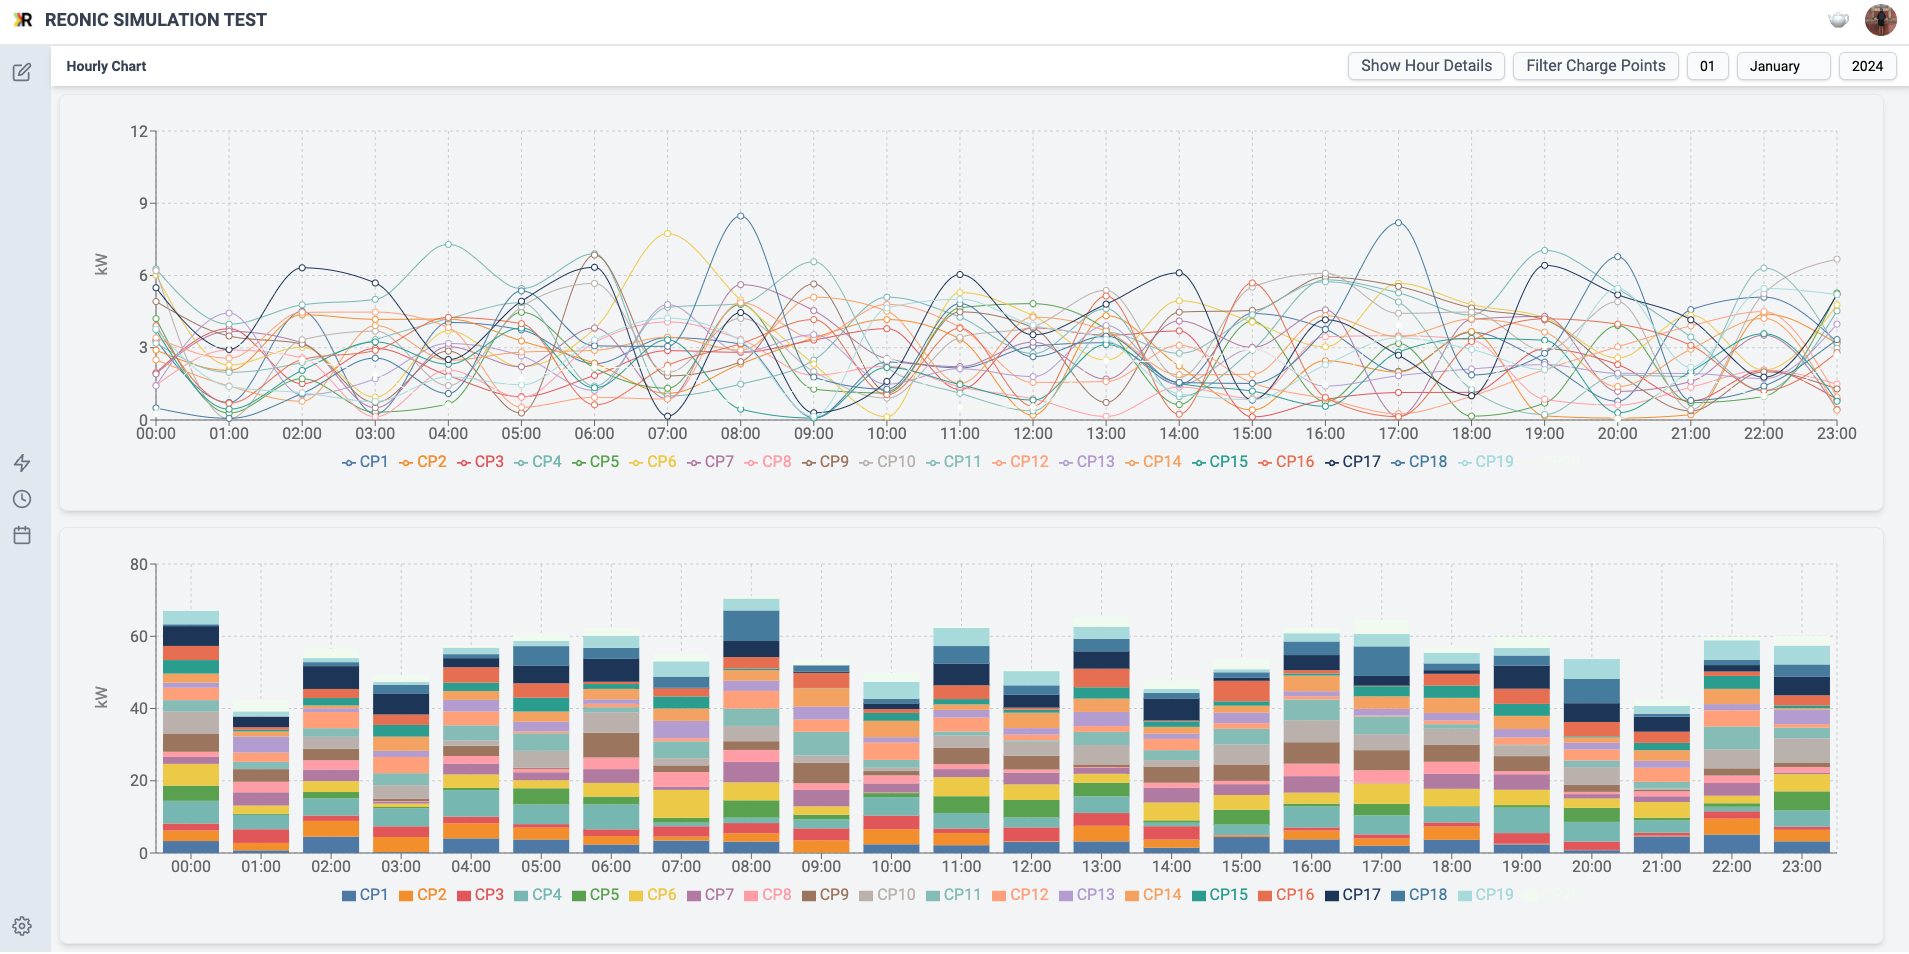 REONIC SIMULATION TEST
Hourly Chart
Show Hour Details
Filter Charge Points
01
January
2024
12
9
6
3
0
kW
00:00 01:00 02:00 03:00 04:00 05:00 06:00 07:00 08:00 09:00 10:00 11:00 12:00 13:00 14:00 15:00 16:00 17:00 18:00 19:00 20:00 21:00 22:00 23:00
CP1 CP2 CP3 CP4 CP5 CP6 CP7 CP8 CP9 CP10 CP11 CP12 CP13 CP14 CP15 CP16 CP17 CP18 CP19
80
60
40
20
0
kW
00:00 01:00 02:00 03:00 04:00 05:00 06:00 07:00 08:00 09:00 10:00 11:00 12:00 13:00 14:00 15:00 16:00 17:00 18:00 19:00 20:00 21:00 22:00 23:00
CP1 CP2 CP3 CP4 CP5 CP6 CP7 CP8 CP9 CP10 CP11 CP12 CP13 CP14 CP15 CP16 CP17 CP18 CP19